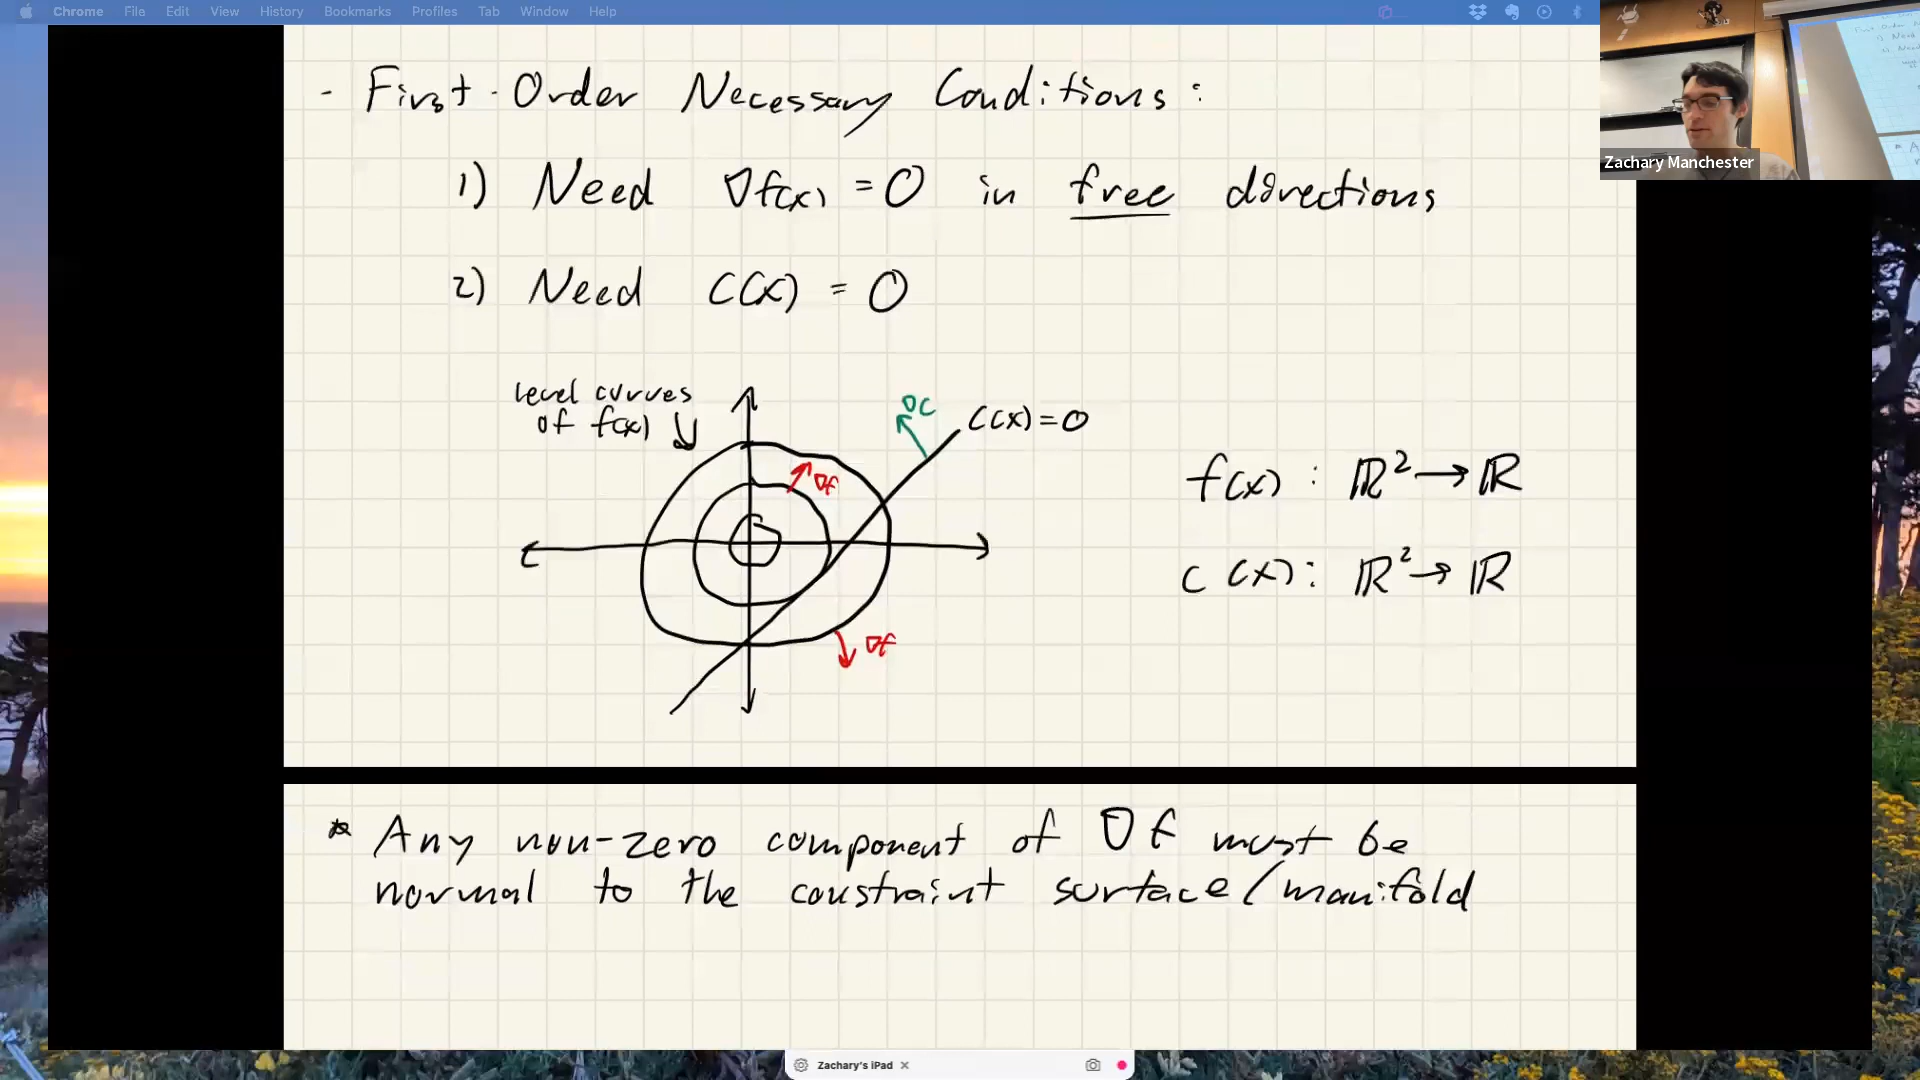 Chrome File Edit View History Bookmarks Profiles Tab Window Help
Zachary Manchester
- First-Order Necessary Conditions:
1) Need ∇f(x) = 0 in free directions
2) Need C(x) = 0
level curves
of f(x) ↓
∇C
C(x)=0
∇f
∇f
f(x) : ℝ² → ℝ
C(x) : ℝ² → ℝ
* Any non-zero component of ∇f must be
normal to the constraint surface/manifold
Zachary's iPad